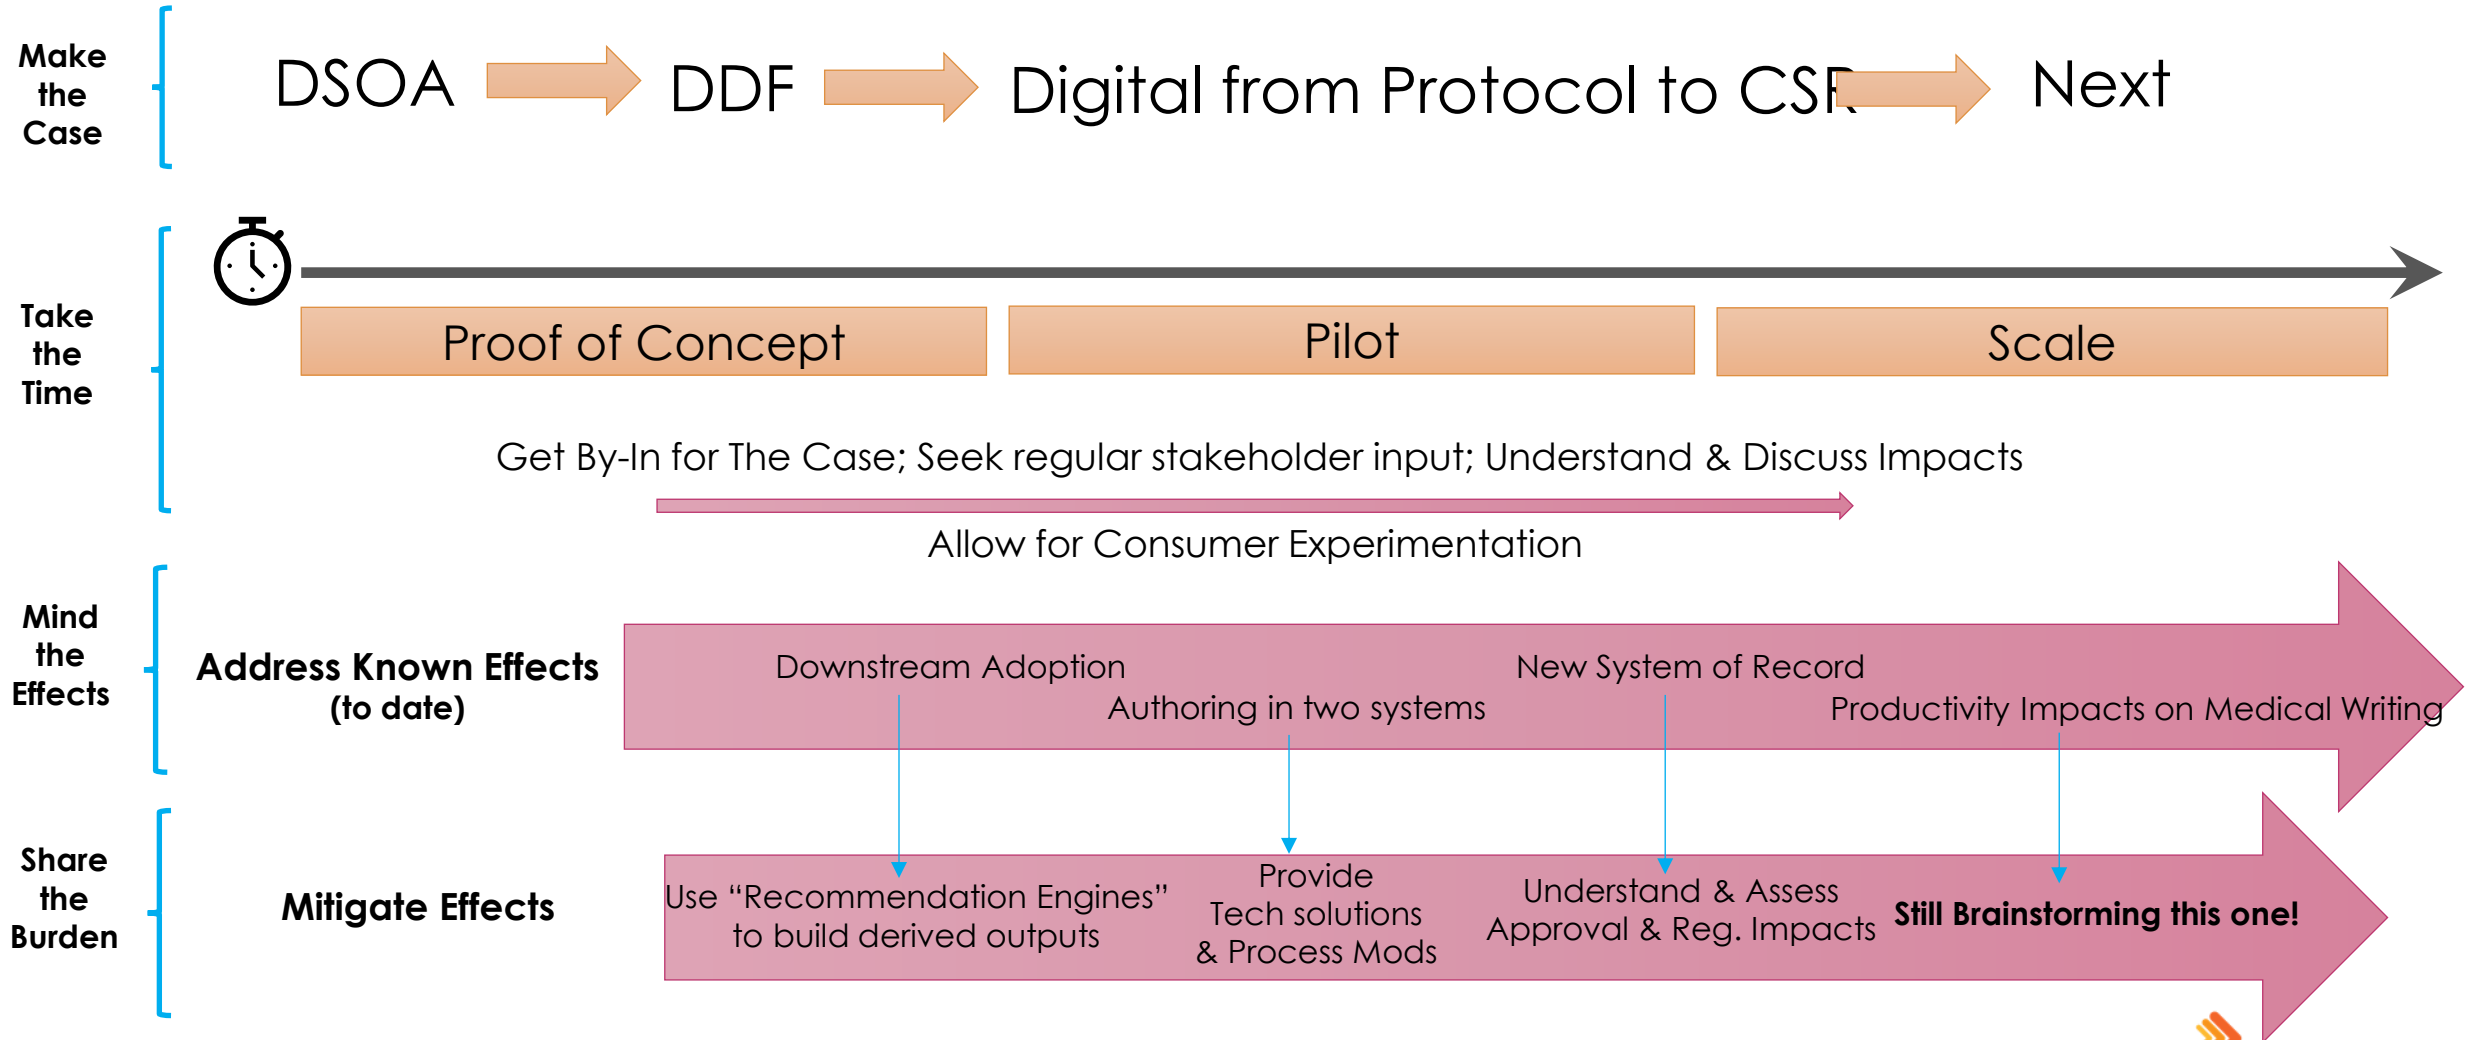 Make
the
Case
DSOA
DDF
Digital from Protocol to CSR
Next
Take
the
Time
Proof of Concept
Pilot
Scale
Get By-In for The Case; Seek regular stakeholder input; Understand & Discuss Impacts
Allow for Consumer Experimentation
Mind
the
Effects
Address Known Effects
(to date)
Downstream Adoption
Authoring in two systems
New System of Record
Productivity Impacts on Medical Writing
Share
the
Burden
Mitigate Effects
Use “Recommendation Engines”
to build derived outputs
Provide
Tech solutions
& Process Mods
Understand & Assess
Approval & Reg. Impacts
Still Brainstorming this one!